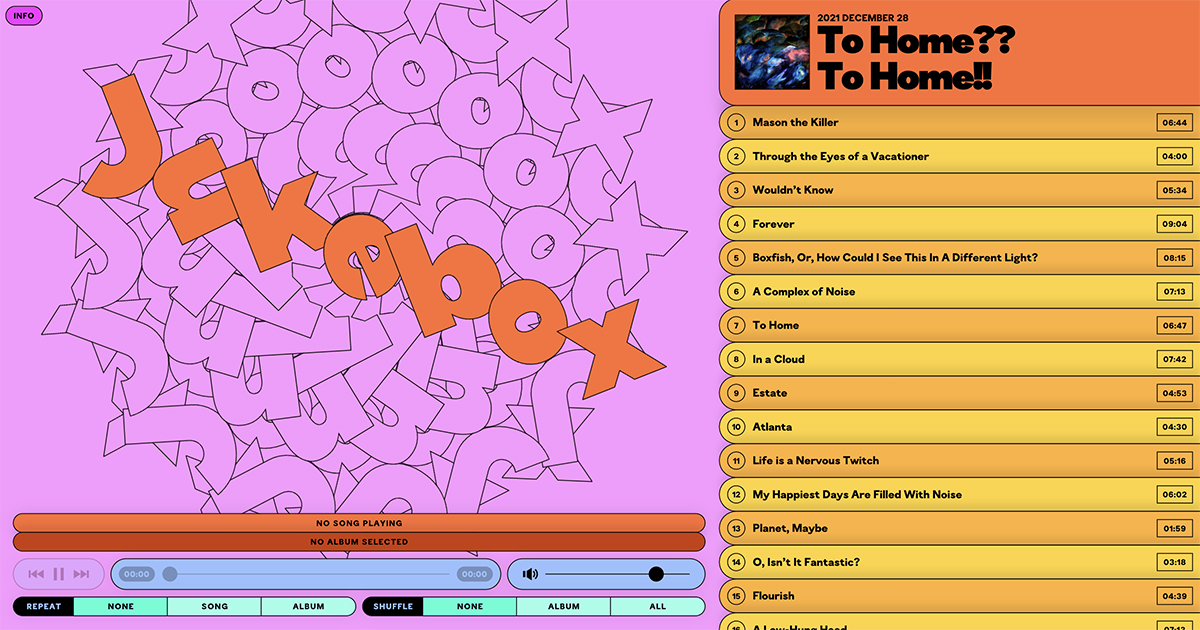 INFO
Jukebox
NO SONG PLAYING
NO ALBUM SELECTED
00:00
00:00
REPEAT NONE SONG ALBUM
SHUFFLE NONE ALBUM ALL
2021 DECEMBER 28
To Home??
To Home!!
1 Mason the Killer 06:44
2 Through the Eyes of a Vacationer 04:00
3 Wouldn’t Know 05:34
4 Forever 09:04
5 Boxfish, Or, How Could I See This In A Different Light? 08:15
6 A Complex of Noise 07:13
7 To Home 06:47
8 In a Cloud 07:42
9 Estate 04:53
10 Atlanta 04:30
11 Life is a Nervous Twitch 05:16
12 My Happiest Days Are Filled With Noise 06:02
13 Planet, Maybe 01:59
14 O, Isn’t It Fantastic? 03:18
15 Flourish 04:39
16 A Low-Hung Head